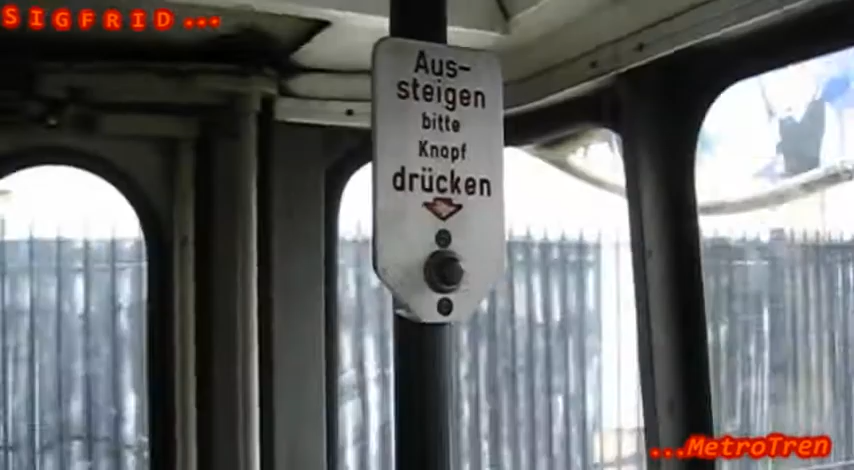 SIGFRID...
Aus-
steigen
bitte
Knopf
drücken
...MetroTren